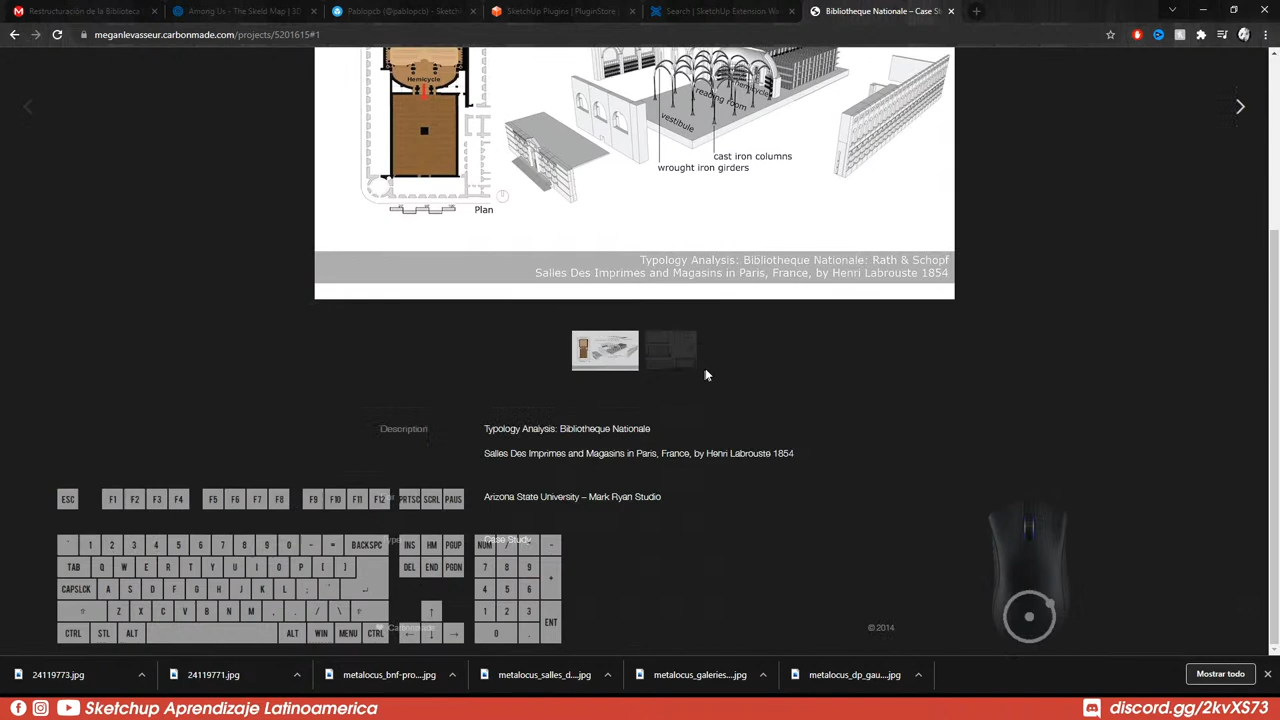 Restructuración de la Bibliotec
Among Us - The Skeld Map | 3D
Pablopcb (@pablopcb) - Sketch
SketchUp Plugins | PluginStore |
Search | SketchUp Extension Wa
Bibliotheque Nationale – Case St
meganlevasseur.carbonmade.com/projects/5201615#1
Hemicycle
hemicycle
reading room
vestibule
cast iron columns
wrought iron girders
Plan
Typology Analysis: Bibliotheque Nationale: Rath & Schopf
Salles Des Imprimes and Magasins in Paris, France, by Henri Labrouste 1854
Description
Typology Analysis: Bibliotheque Nationale
Salles Des Imprimes and Magasins in Paris, France, by Henri Labrouste 1854
Arizona State University – Mark Ryan Studio
ESC F1 F2 F3 F4 F5 F6 F7 F8 F9 F10 F11 F12 PRTSC SCRL PAUS
Case Study
` 1 2 3 4 5 6 7 8 9 0 - = BACKSPC INS HM PGUP NUM / * -
TAB Q W E R T Y U I O P [ ] DEL END PGDN 7 8 9 +
CAPSLCK A S D F G H J K L ; ' 4 5 6
⇧ Z X C V B N M , . / \ ⇧ ↑ 1 2 3 ENT
CTRL STL ALT ALT WIN MENU CTRL ← ↓ → 0 .
Carbonmade
© 2014
24119773.jpg
24119771.jpg
metalocus_bnf-pro....jpg
metalocus_salles_d....jpg
metalocus_galeries....jpg
metalocus_dp_gau....jpg
Mostrar todo
Sketchup Aprendizaje Latinoamerica
discord.gg/2kvXS73